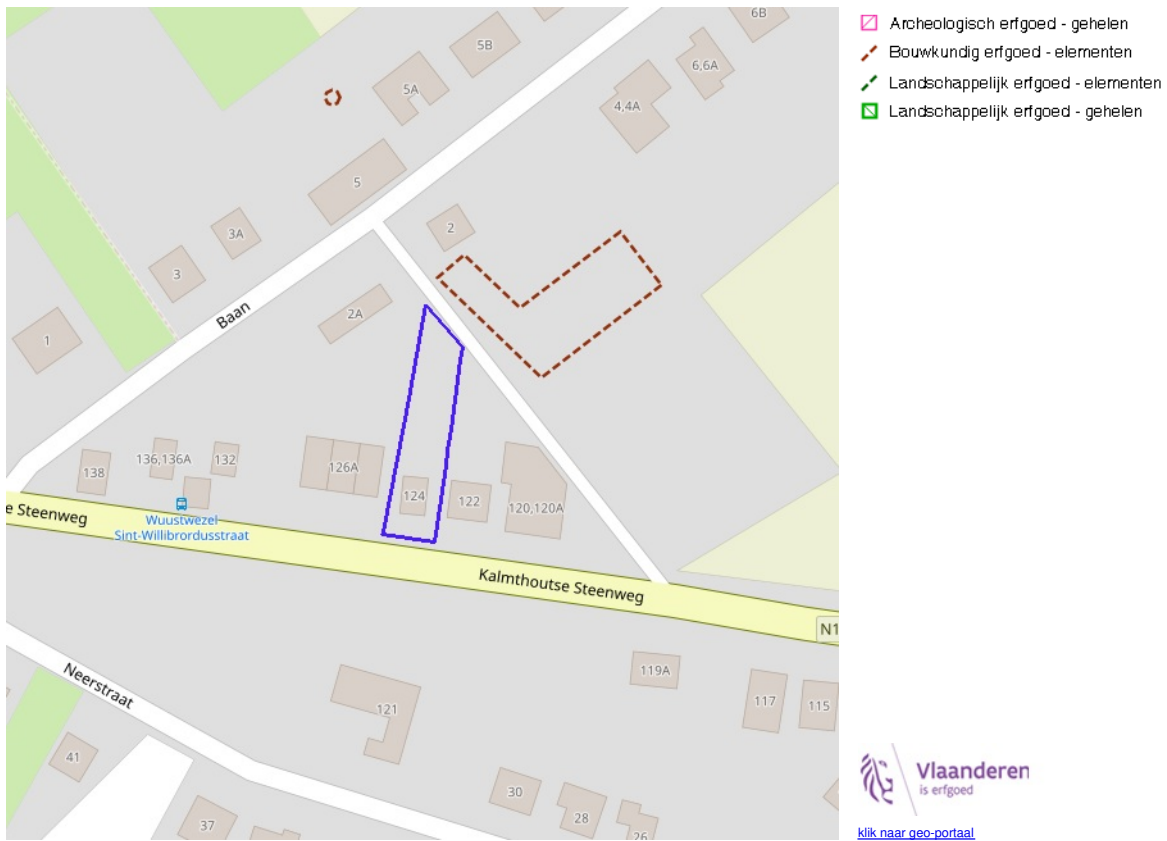 6B
5B
6,6A
5A
4,4A
5
2
3A
3
Baan
2A
1
138
136,136A
132
126A
124
122
120,120A
e Steenweg
Wuustwezel
Sint-Willibrordusstraat
Kalmthoutse Steenweg
N1
Neerstraat
119A
121
117
115
41
30
28
37
26
Archeologisch erfgoed - gehelen
Bouwkundig erfgoed - elementen
Landschappelijk erfgoed - elementen
Landschappelijk erfgoed - gehelen
Vlaanderen
is erfgoed
klik naar geo-portaal